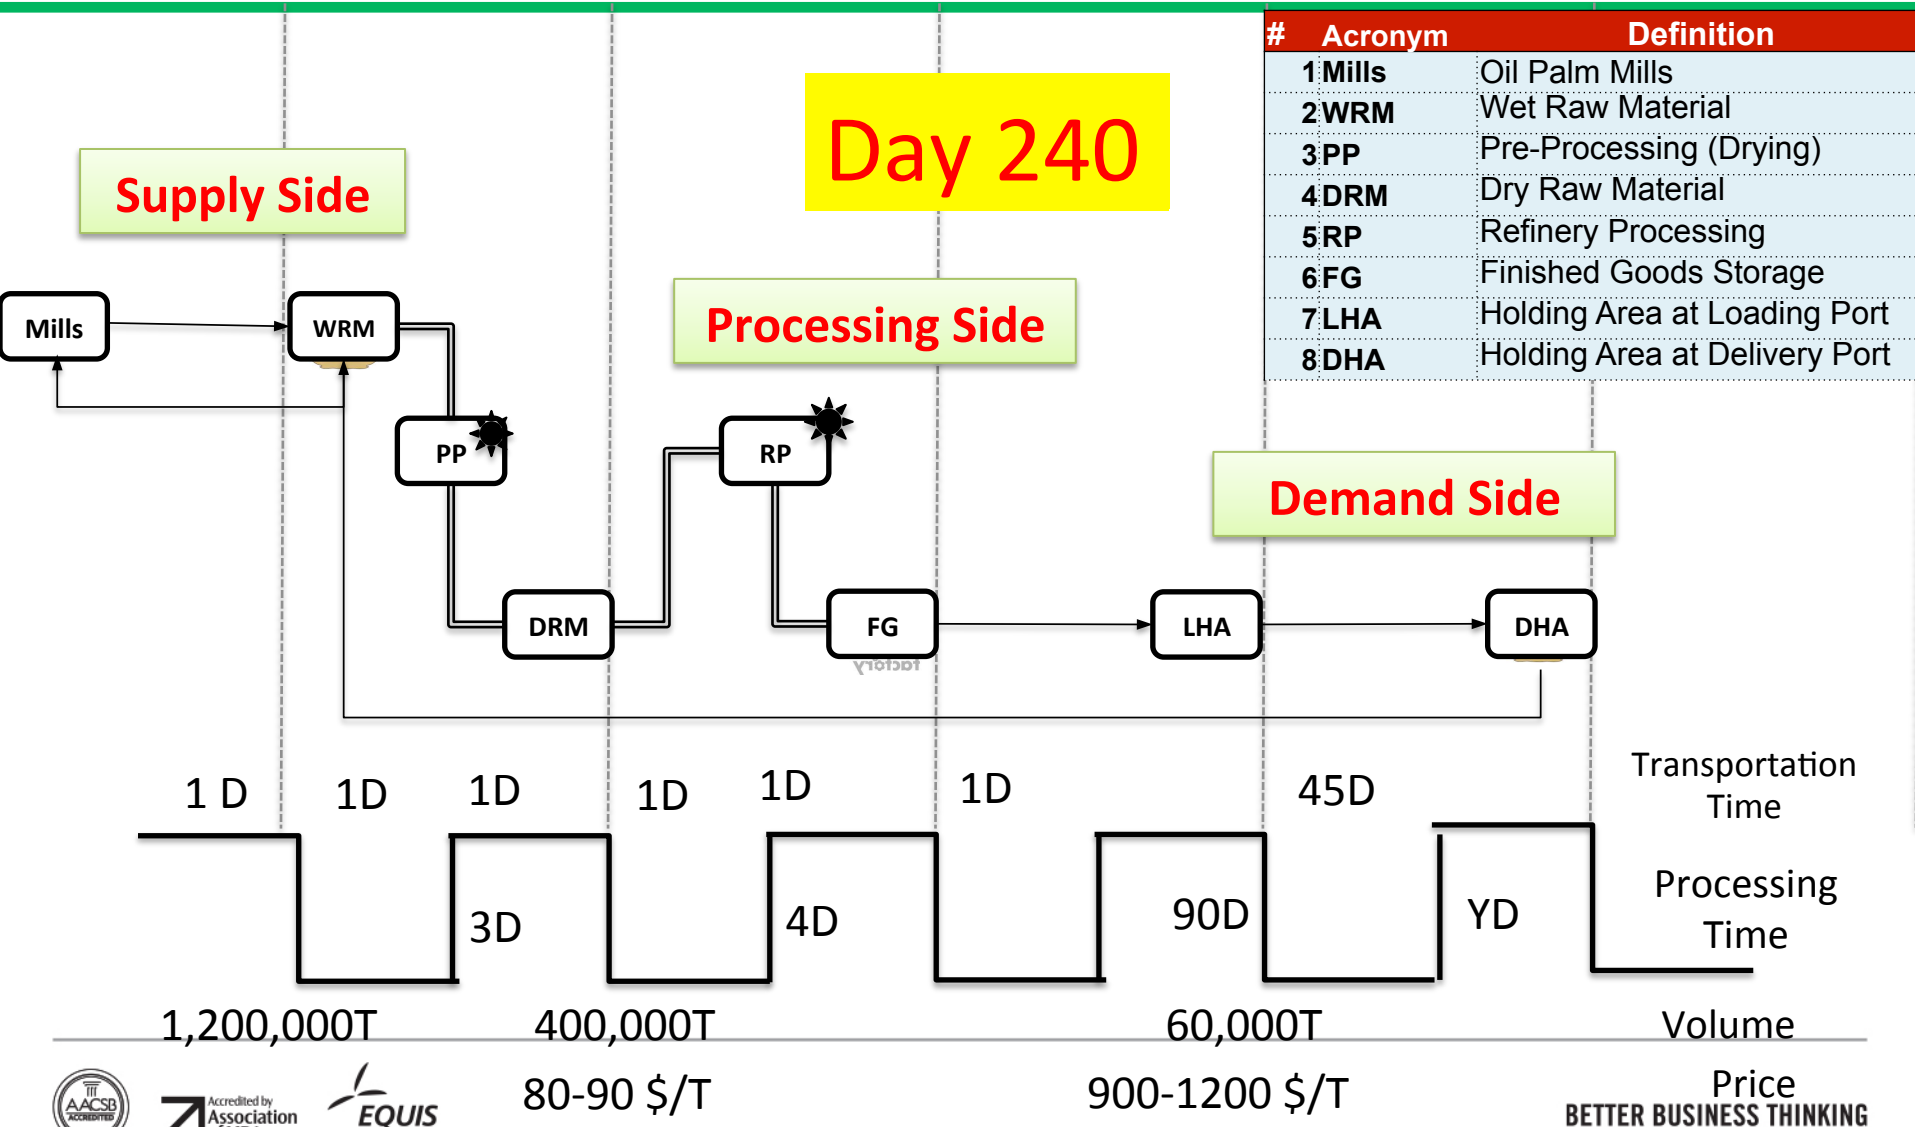 # Acronym Definition
1 Mills Oil Palm Mills
2 WRM Wet Raw Material
3 PP Pre-Processing (Drying)
4 DRM Dry Raw Material
5 RP Refinery Processing
6 FG Finished Goods Storage
7 LHA Holding Area at Loading Port
8 DHA Holding Area at Delivery Port
Day 240
Supply Side
Processing Side
Demand Side
Mills
WRM
PP
RP
DRM
FG
LHA
DHA
factory
1 D 1D 1D 1D 1D 1D 45D
Transportation
Time
3D 4D 90D YD
Processing
Time
1,200,000T 400,000T 60,000T Volume
80-90 $/T 900-1200 $/T Price
AACSB
ACCREDITED
Accredited by
Association
EQUIS
BETTER BUSINESS THINKING